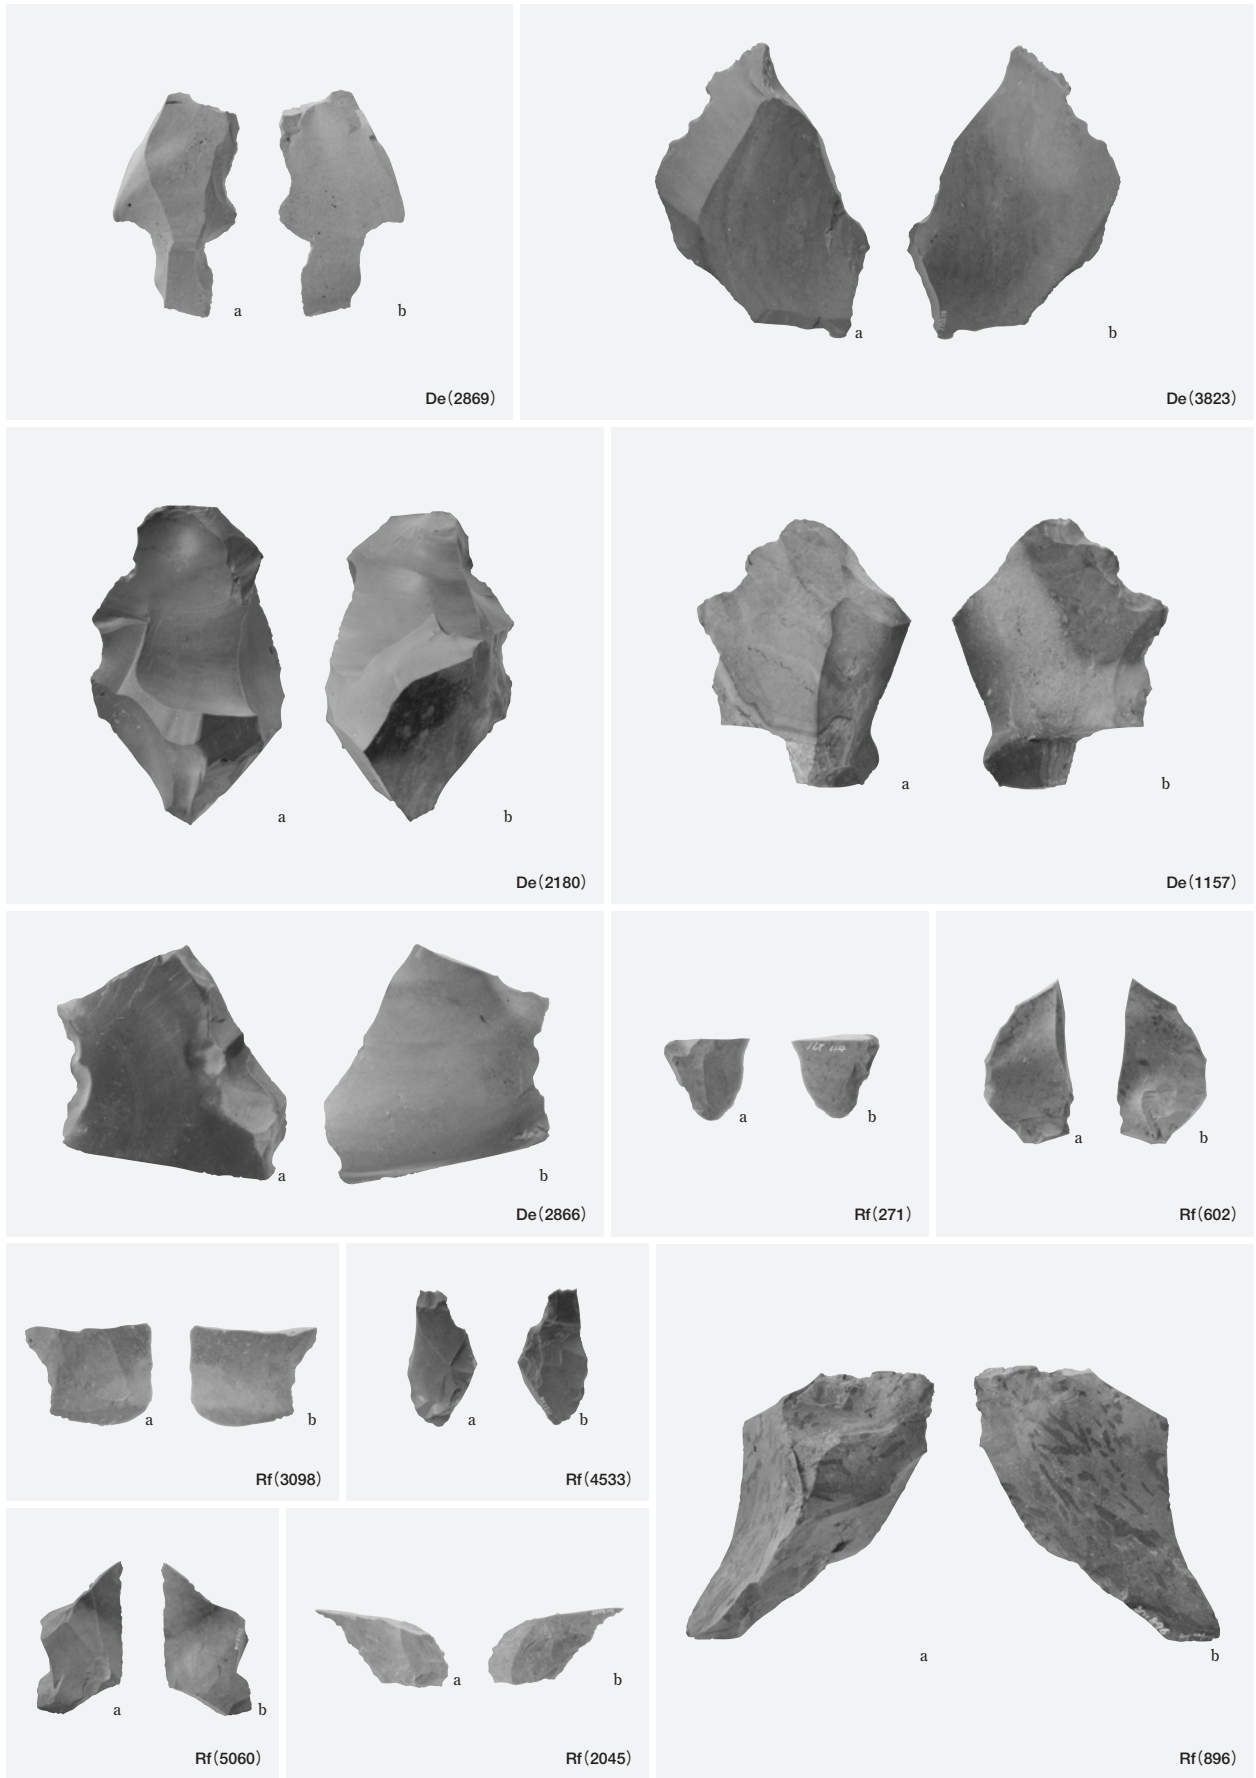 a
b
De(2869)
a
b
De(3823)
a
b
De(2180)
a
b
De(1157)
a
b
De(2866)
a
b
Rf(271)
a
b
Rf(602)
a
b
Rf(3098)
a
b
Rf(4533)
a
b
Rf(896)
a
b
Rf(5060)
a
b
Rf(2045)